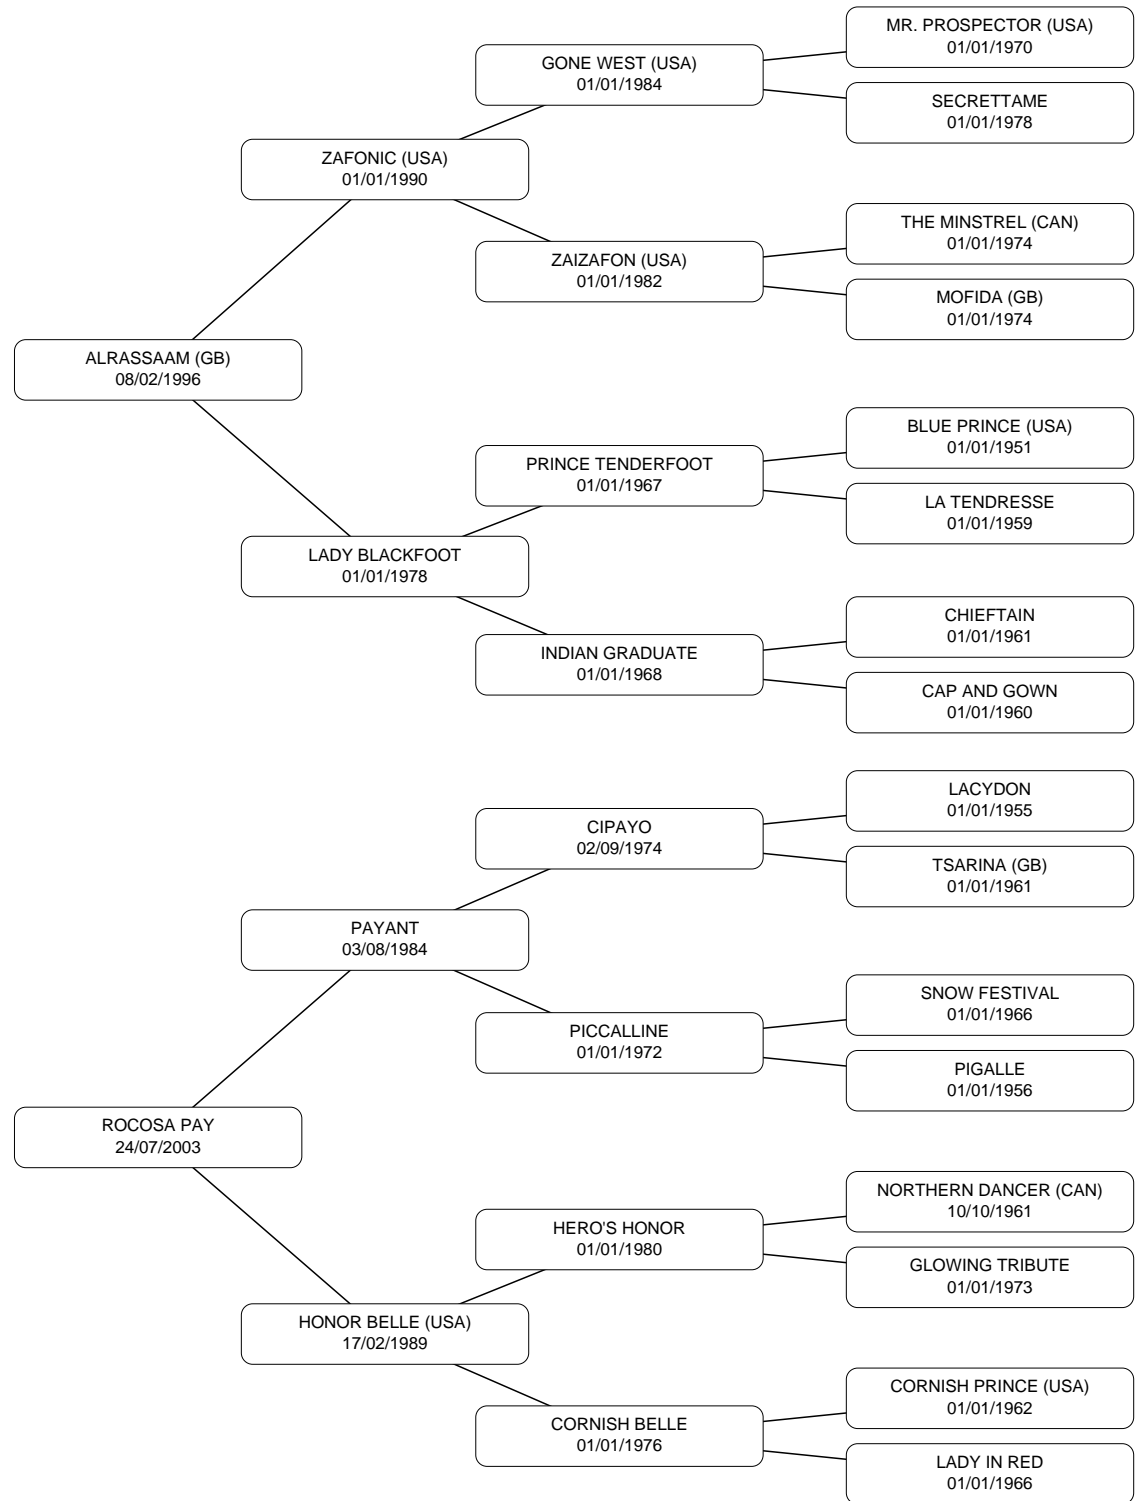 MR. PROSPECTOR (USA)
01/01/1970
GONE WEST (USA)
01/01/1984
SECRETTAME
01/01/1978
ZAFONIC (USA)
01/01/1990
THE MINSTREL (CAN)
01/01/1974
ZAIZAFON (USA)
01/01/1982
MOFIDA (GB)
01/01/1974
ALRASSAAM (GB)
08/02/1996
BLUE PRINCE (USA)
01/01/1951
PRINCE TENDERFOOT
01/01/1967
LA TENDRESSE
01/01/1959
LADY BLACKFOOT
01/01/1978
CHIEFTAIN
01/01/1961
INDIAN GRADUATE
01/01/1968
CAP AND GOWN
01/01/1960
LACYDON
01/01/1955
CIPAYO
02/09/1974
TSARINA (GB)
01/01/1961
PAYANT
03/08/1984
SNOW FESTIVAL
01/01/1966
PICCALLINE
01/01/1972
PIGALLE
01/01/1956
ROCOSA PAY
24/07/2003
NORTHERN DANCER (CAN)
10/10/1961
HERO'S HONOR
01/01/1980
GLOWING TRIBUTE
01/01/1973
HONOR BELLE (USA)
17/02/1989
CORNISH PRINCE (USA)
01/01/1962
CORNISH BELLE
01/01/1976
LADY IN RED
01/01/1966